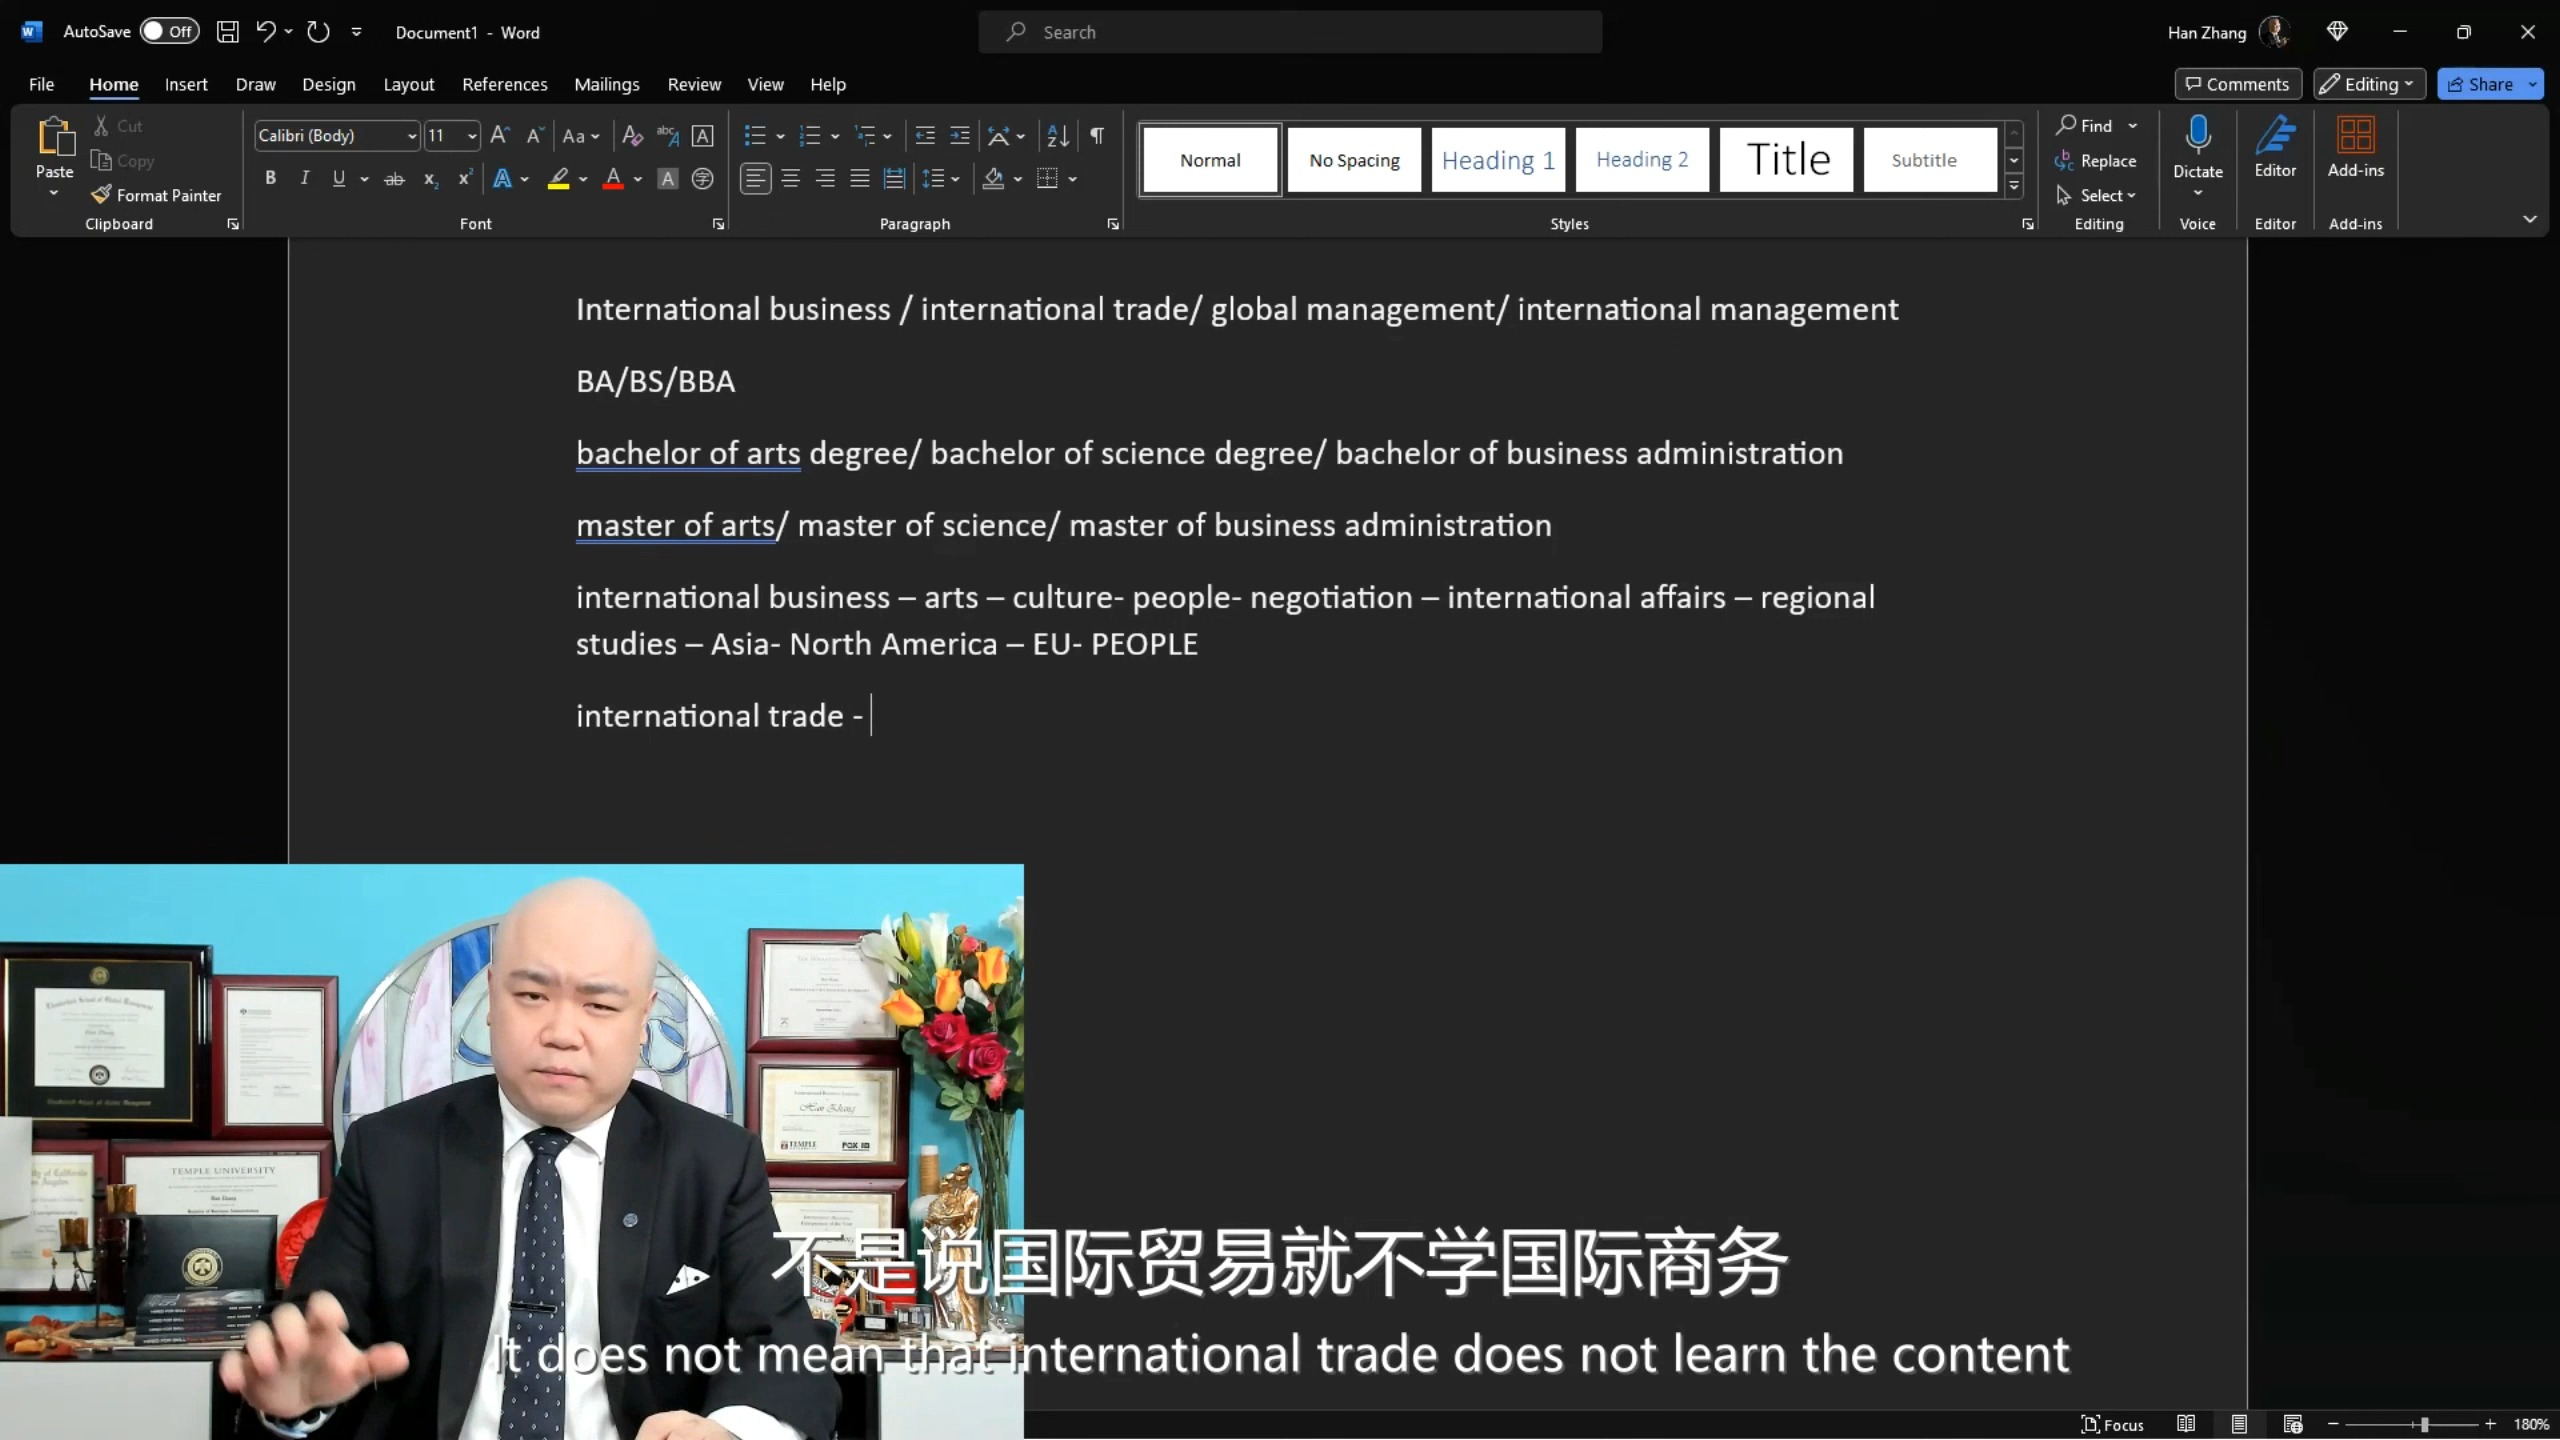 AutoSave Off Document1 - Word Search Han Zhang
File Home Insert Draw Design Layout References Mailings Review View Help Comments Editing Share
Paste Cut Copy Format Painter Clipboard
Calibri (Body) 11 Font
Paragraph
Normal No Spacing Heading 1 Heading 2 Title Subtitle Styles
Find Replace Select Editing
Dictate Voice
Editor Editor
Add-ins Add-ins
International business / international trade/ global management/ international management
BA/BS/BBA
bachelor of arts degree/ bachelor of science degree/ bachelor of business administration
master of arts/ master of science/ master of business administration
international business – arts – culture- people- negotiation – international affairs – regional
studies – Asia- North America – EU- PEOPLE
international trade -
Han Zhang
TEMPLE
TEMPLE UNIVERSITY
不是说国际贸易就不学国际商务
It does not mean that international trade does not learn the content
Focus 180%